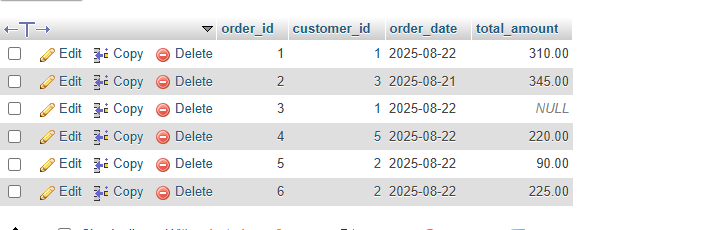 order_id customer_id order_date total_amount
Edit Copy Delete 1 1 2025-08-22 310.00
Edit Copy Delete 2 3 2025-08-21 345.00
Edit Copy Delete 3 1 2025-08-22 NULL
Edit Copy Delete 4 5 2025-08-22 220.00
Edit Copy Delete 5 2 2025-08-22 90.00
Edit Copy Delete 6 2 2025-08-22 225.00